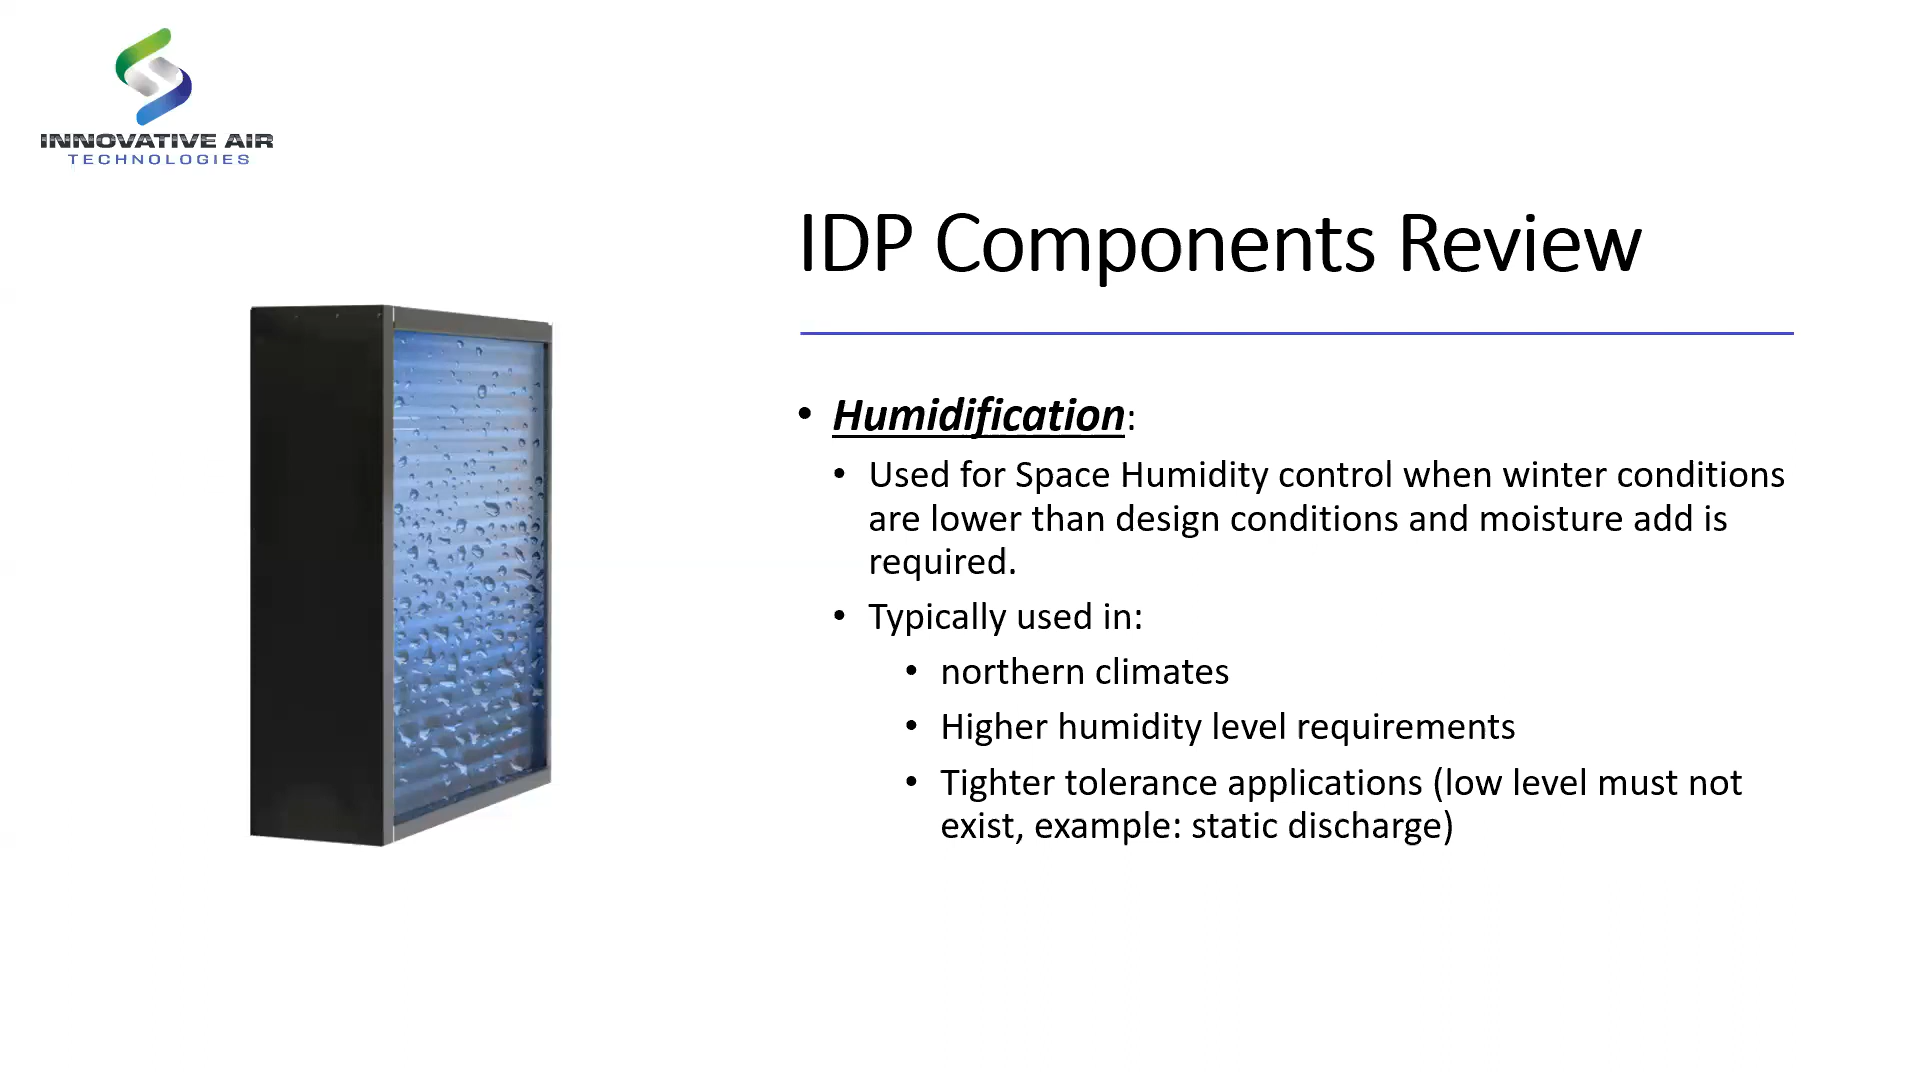 INNOVATIVE AIR
TECHNOLOGIES
IDP Components Review
• Humidification:
• Used for Space Humidity control when winter conditions
are lower than design conditions and moisture add is
required.
• Typically used in:
• northern climates
• Higher humidity level requirements
• Tighter tolerance applications (low level must not
exist, example: static discharge)